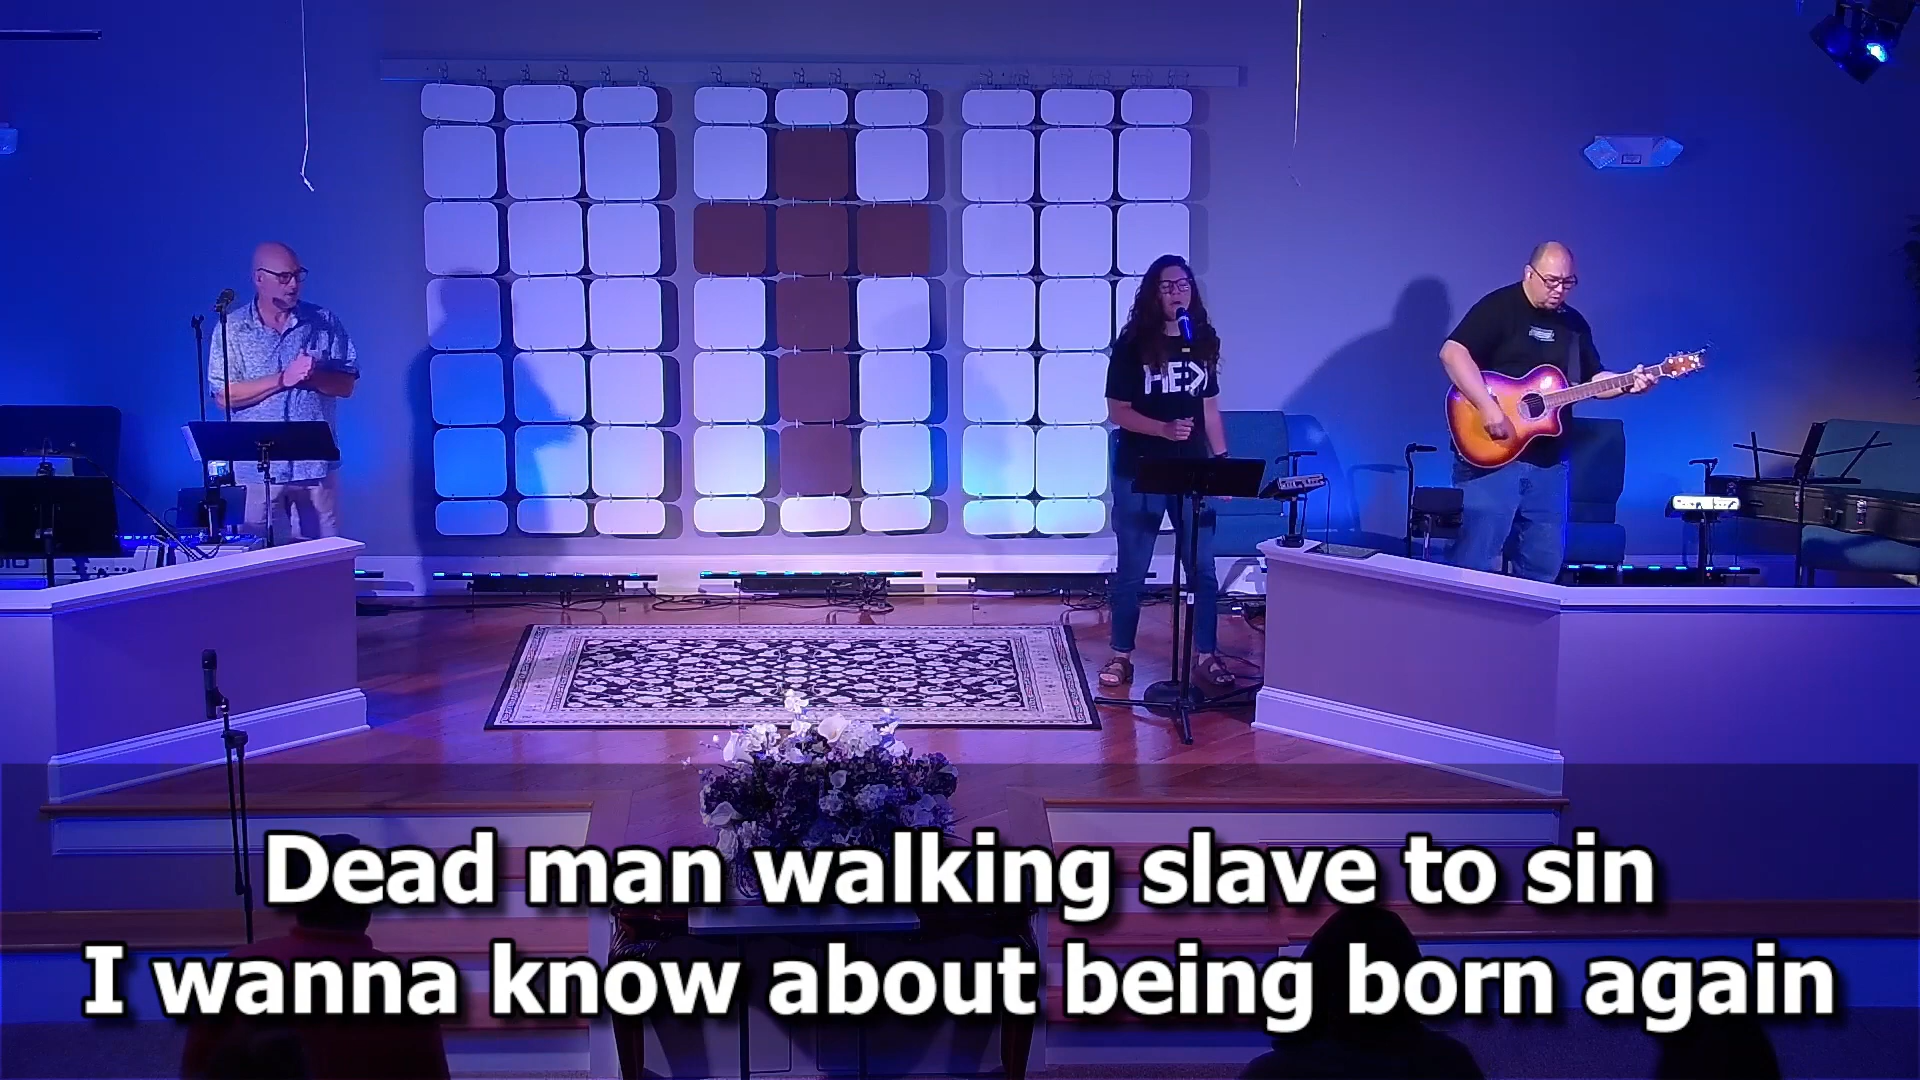 Dead man walking slave to sin
I wanna know about being born again